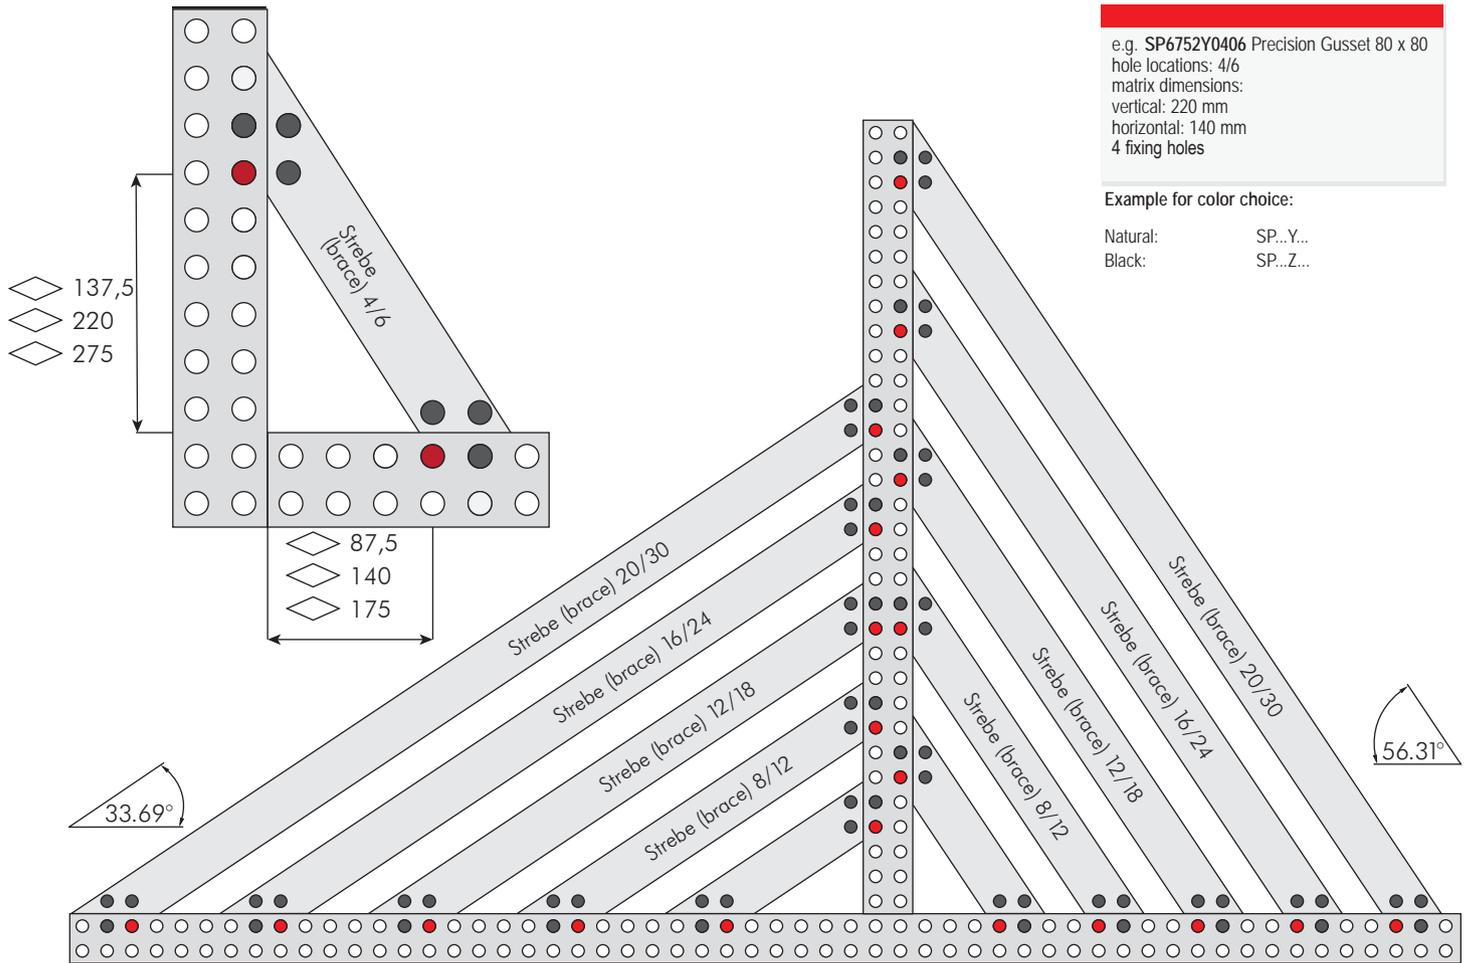 e.g. SP6752Y0406 Precision Gusset 80 x 80
hole locations: 4/6
matrix dimensions:
vertical: 220 mm
horizontal: 140 mm
4 fixing holes
Example for color choice:
Natural: SP...Y...
Black: SP...Z...
Strebe
(brace) 4/6
137,5
220
275
87,5
140
175
Strebe (brace) 20/30
Strebe (brace) 16/24
Strebe (brace) 12/18
Strebe (brace) 8/12
Strebe (brace) 8/12
Strebe (brace) 12/18
Strebe (brace) 16/24
Strebe (brace) 20/30
33.69°
56.31°